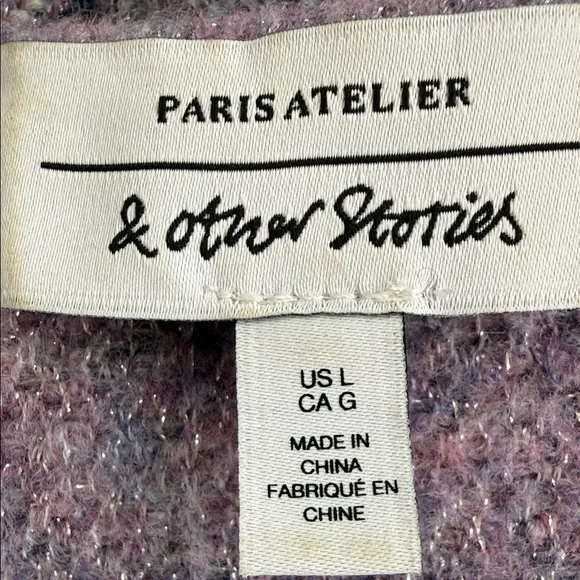 PARIS ATELIER
& other Stories
US L
CA G
MADE IN
CHINA
FABRIQUÉ EN
CHINE